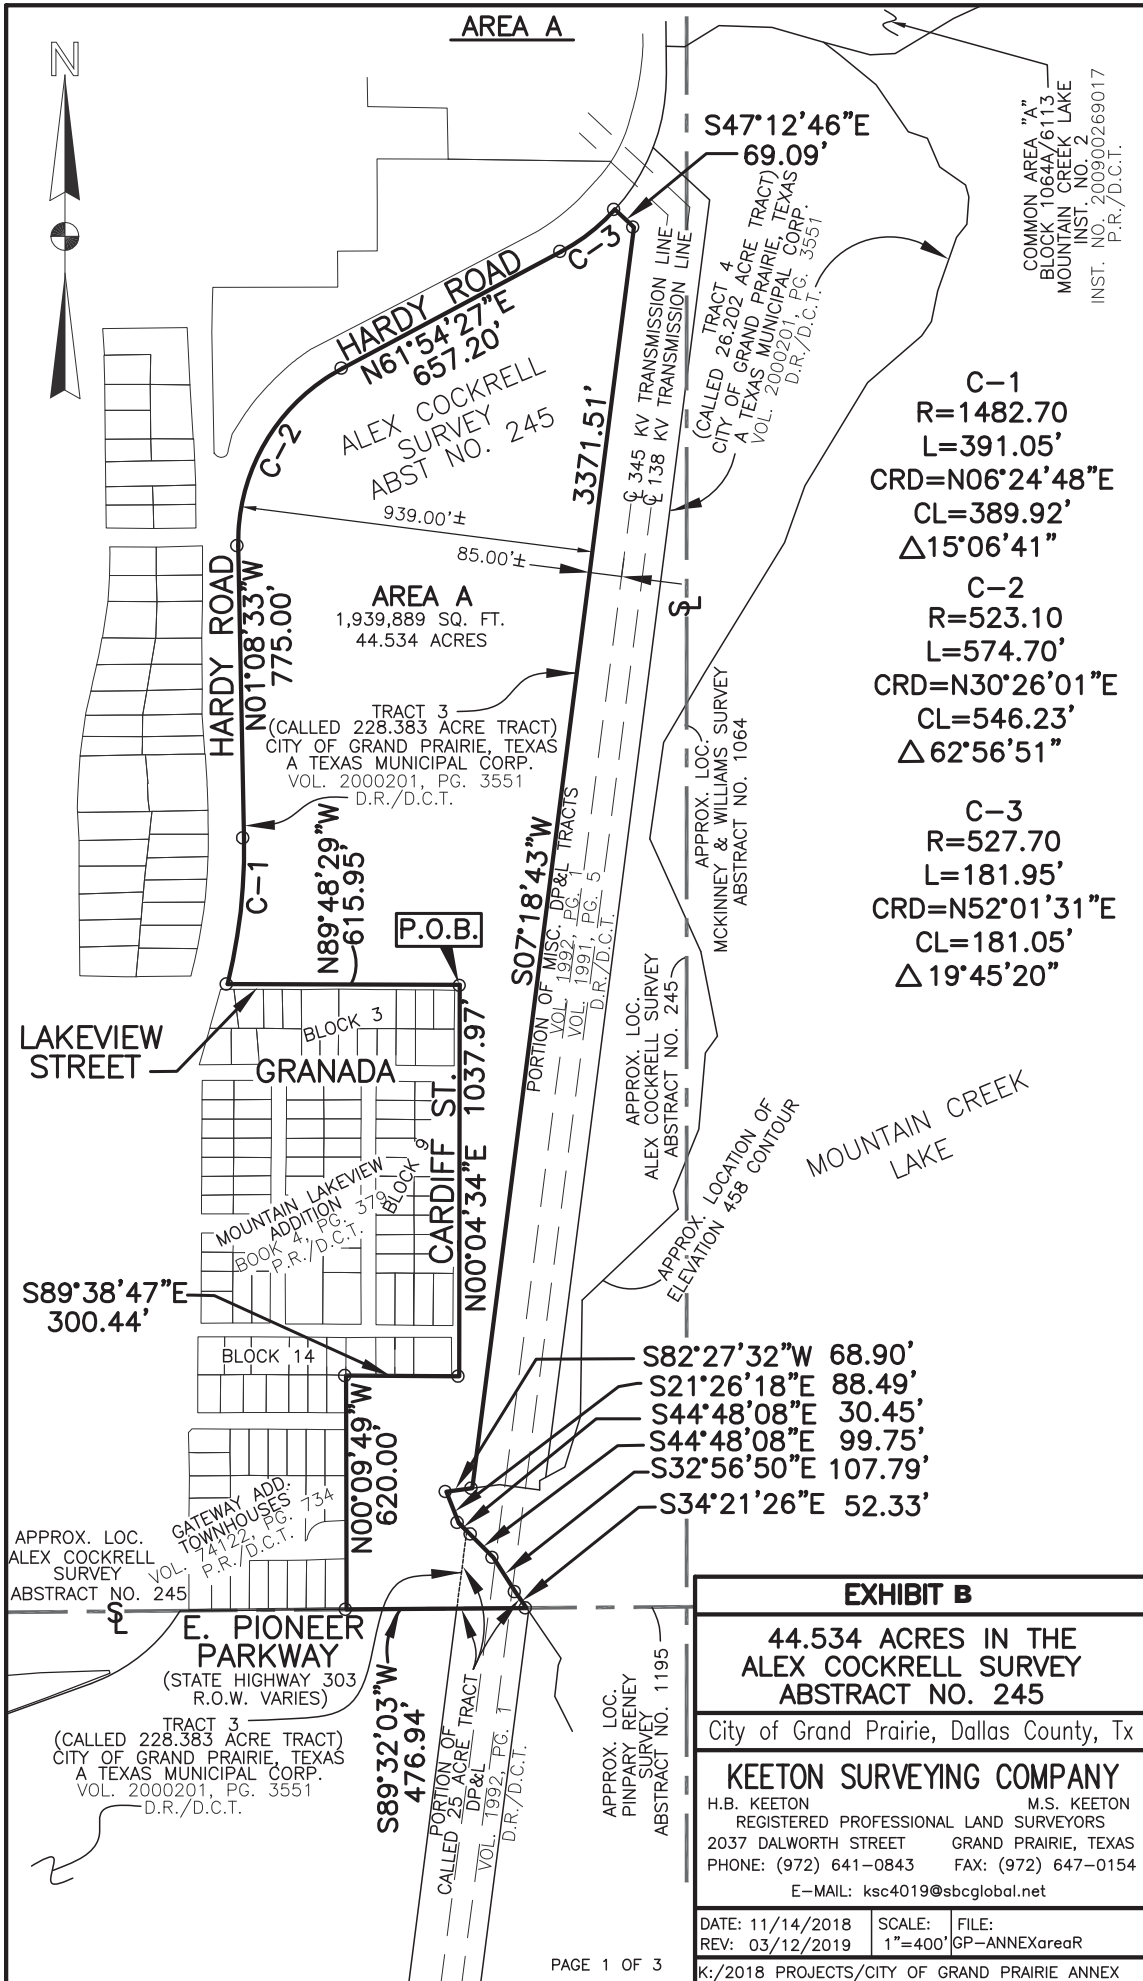 AREA A
N
S47°12'46"E
69.09'
COMMON AREA "A"
BLOCK 1064A/6113
MOUNTAIN CREEK LAKE
INST. NO. 2
INST. NO. 200900269017
P.R./D.C.T.
TRACT 4
(CALLED 26.202 ACRE TRACT)
CITY OF GRAND PRAIRIE, TEXAS
A TEXAS MUNICIPAL CORP.
VOL. 2000201, PG. 3551
D.R./D.C.T.
C-3
HARDY ROAD
N61°54'27"E
657.20'
ALEX COCKRELL
SURVEY
ABST NO. 245
C-2
3371.51'
℄ 345 KV TRANSMISSION LINE
℄ 138 KV TRANSMISSION LINE
939.00'±
85.00'±
C-1
R=1482.70
L=391.05'
CRD=N06°24'48"E
CL=389.92'
△15°06'41"
C-2
R=523.10
L=574.70'
CRD=N30°26'01"E
CL=546.23'
△62°56'51"
C-3
R=527.70
L=181.95'
CRD=N52°01'31"E
CL=181.05'
△19°45'20"
HARDY ROAD
N01°08'33"W
775.00'
AREA A
1,939,889 SQ. FT.
44.534 ACRES
SL
TRACT 3
(CALLED 228.383 ACRE TRACT)
CITY OF GRAND PRAIRIE, TEXAS
A TEXAS MUNICIPAL CORP.
VOL. 2000201, PG. 3551
D.R./D.C.T.
APPROX. LOC.
MCKINNEY & WILLIAMS SURVEY
ABSTRACT NO. 1064
C-1
N89°48'29"W
615.95'
P.O.B.
S07°18'43"W
PORTION OF MISC. DP&L TRACTS
VOL. 1992, PG. 1
VOL. 1991, PG. 5
D.R./D.C.T.
LAKEVIEW
STREET
BLOCK 3
GRANADA
CARDIFF ST.
N00°04'34"E 1037.97'
APPROX. LOC.
ALEX COCKRELL SURVEY
ABSTRACT NO. 245
MOUNTAIN CREEK
LAKE
APPROX. LOCATION OF
ELEVATION 458 CONTOUR
MOUNTAIN LAKEVIEW
ADDITION
BOOK 4, PG. 379
P.R./D.C.T.
BLOCK 9
S89°38'47"E
300.44'
BLOCK 14
S82°27'32"W 68.90'
S21°26'18"E 88.49'
S44°48'08"E 30.45'
S44°48'08"E 99.75'
S32°56'50"E 107.79'
S34°21'26"E 52.33'
N00°09'49"W
620.00'
GATEWAY ADD.
TOWNHOUSES
VOL. 74122, PG. 734
P.R./D.C.T.
APPROX. LOC.
ALEX COCKRELL
SURVEY
ABSTRACT NO. 245
SL
E. PIONEER
PARKWAY
(STATE HIGHWAY 303
R.O.W. VARIES)
TRACT 3
(CALLED 228.383 ACRE TRACT)
CITY OF GRAND PRAIRIE, TEXAS
A TEXAS MUNICIPAL CORP.
VOL. 2000201, PG. 3551
D.R./D.C.T.
S89°32'03"W
476.94'
PORTION OF
CALLED 25 ACRE TRACT
DP&L
VOL. 1992, PG. 1
D.R./D.C.T.
APPROX. LOC.
PINPARY RENEY
SURVEY
ABSTRACT NO. 1195
PAGE 1 OF 3
EXHIBIT B
44.534 ACRES IN THE
ALEX COCKRELL SURVEY
ABSTRACT NO. 245
City of Grand Prairie, Dallas County, Tx
KEETON SURVEYING COMPANY
H.B. KEETON M.S. KEETON
REGISTERED PROFESSIONAL LAND SURVEYORS
2037 DALWORTH STREET GRAND PRAIRIE, TEXAS
PHONE: (972) 641-0843 FAX: (972) 647-0154
E-MAIL: ksc4019@sbcglobal.net
DATE: 11/14/2018 SCALE: FILE:
REV: 03/12/2019 1"=400' GP-ANNEXareaR
K:/2018 PROJECTS/CITY OF GRAND PRAIRIE ANNEX